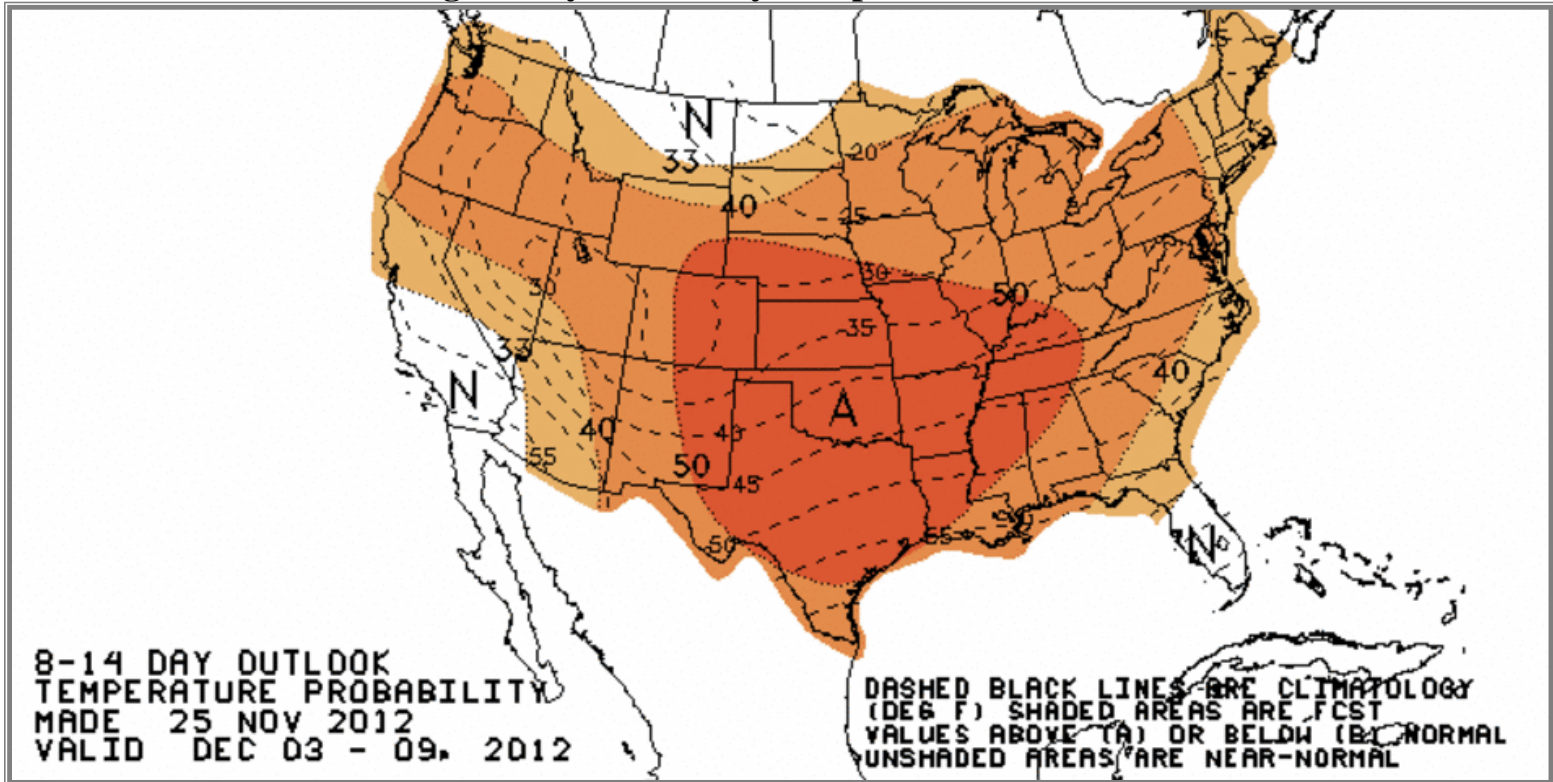 N
33
20
40
25
30
30
50
35
33
40
N
A
40
40
50
55
45
50
55
N
8-14 DAY OUTLOOK
TEMPERATURE PROBABILITY
MADE 25 NOV 2012
VALID DEC 03 - 09, 2012
DASHED BLACK LINES ARE CLIMATOLOGY
(DEG F) SHADED AREAS ARE FCST
VALUES ABOVE (A) OR BELOW (B) NORMAL
UNSHADED AREAS ARE NEAR-NORMAL